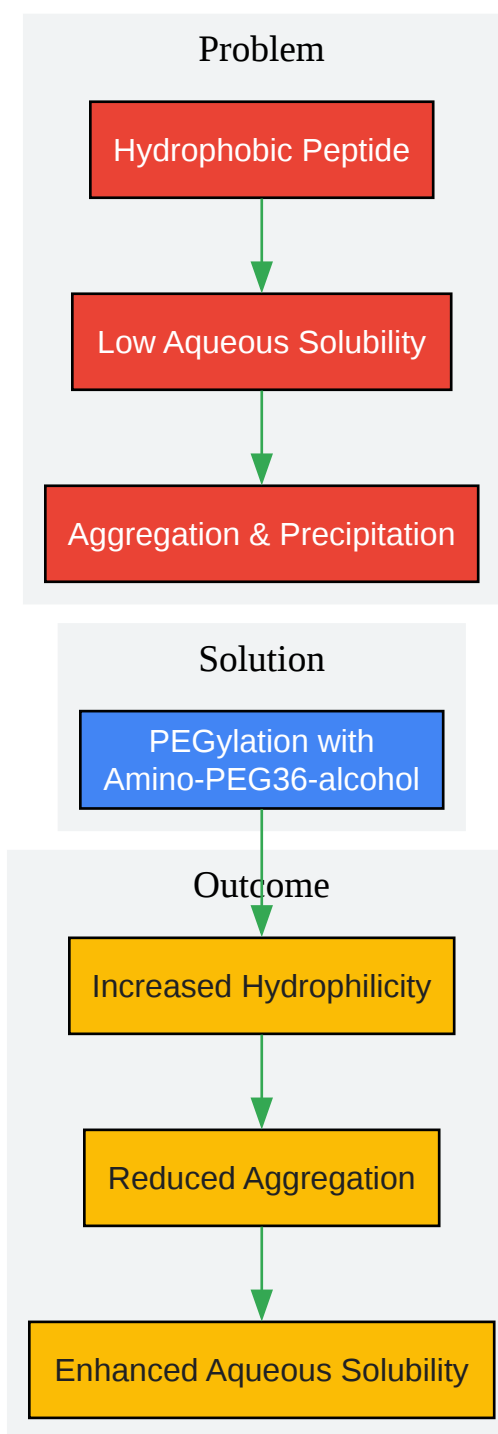 Problem
Hydrophobic Peptide
Low Aqueous Solubility
Aggregation & Precipitation
Solution
PEGylation with
Amino-PEG36-alcohol
Outcome
Increased Hydrophilicity
Reduced Aggregation
Enhanced Aqueous Solubility